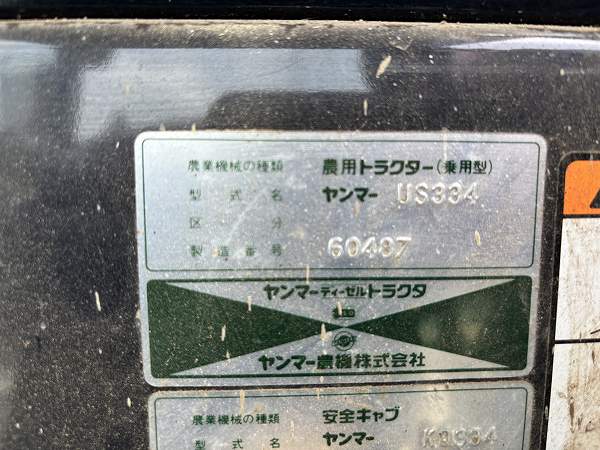 農業機械の種類 農用トラクター(乗用型)
型式名 ヤンマー US334
区分
製造番号 60487
ヤンマーディーゼルトラクタ
ヤンマー農機株式会社
農業機械の種類 安全キャブ
型式名 ヤンマー